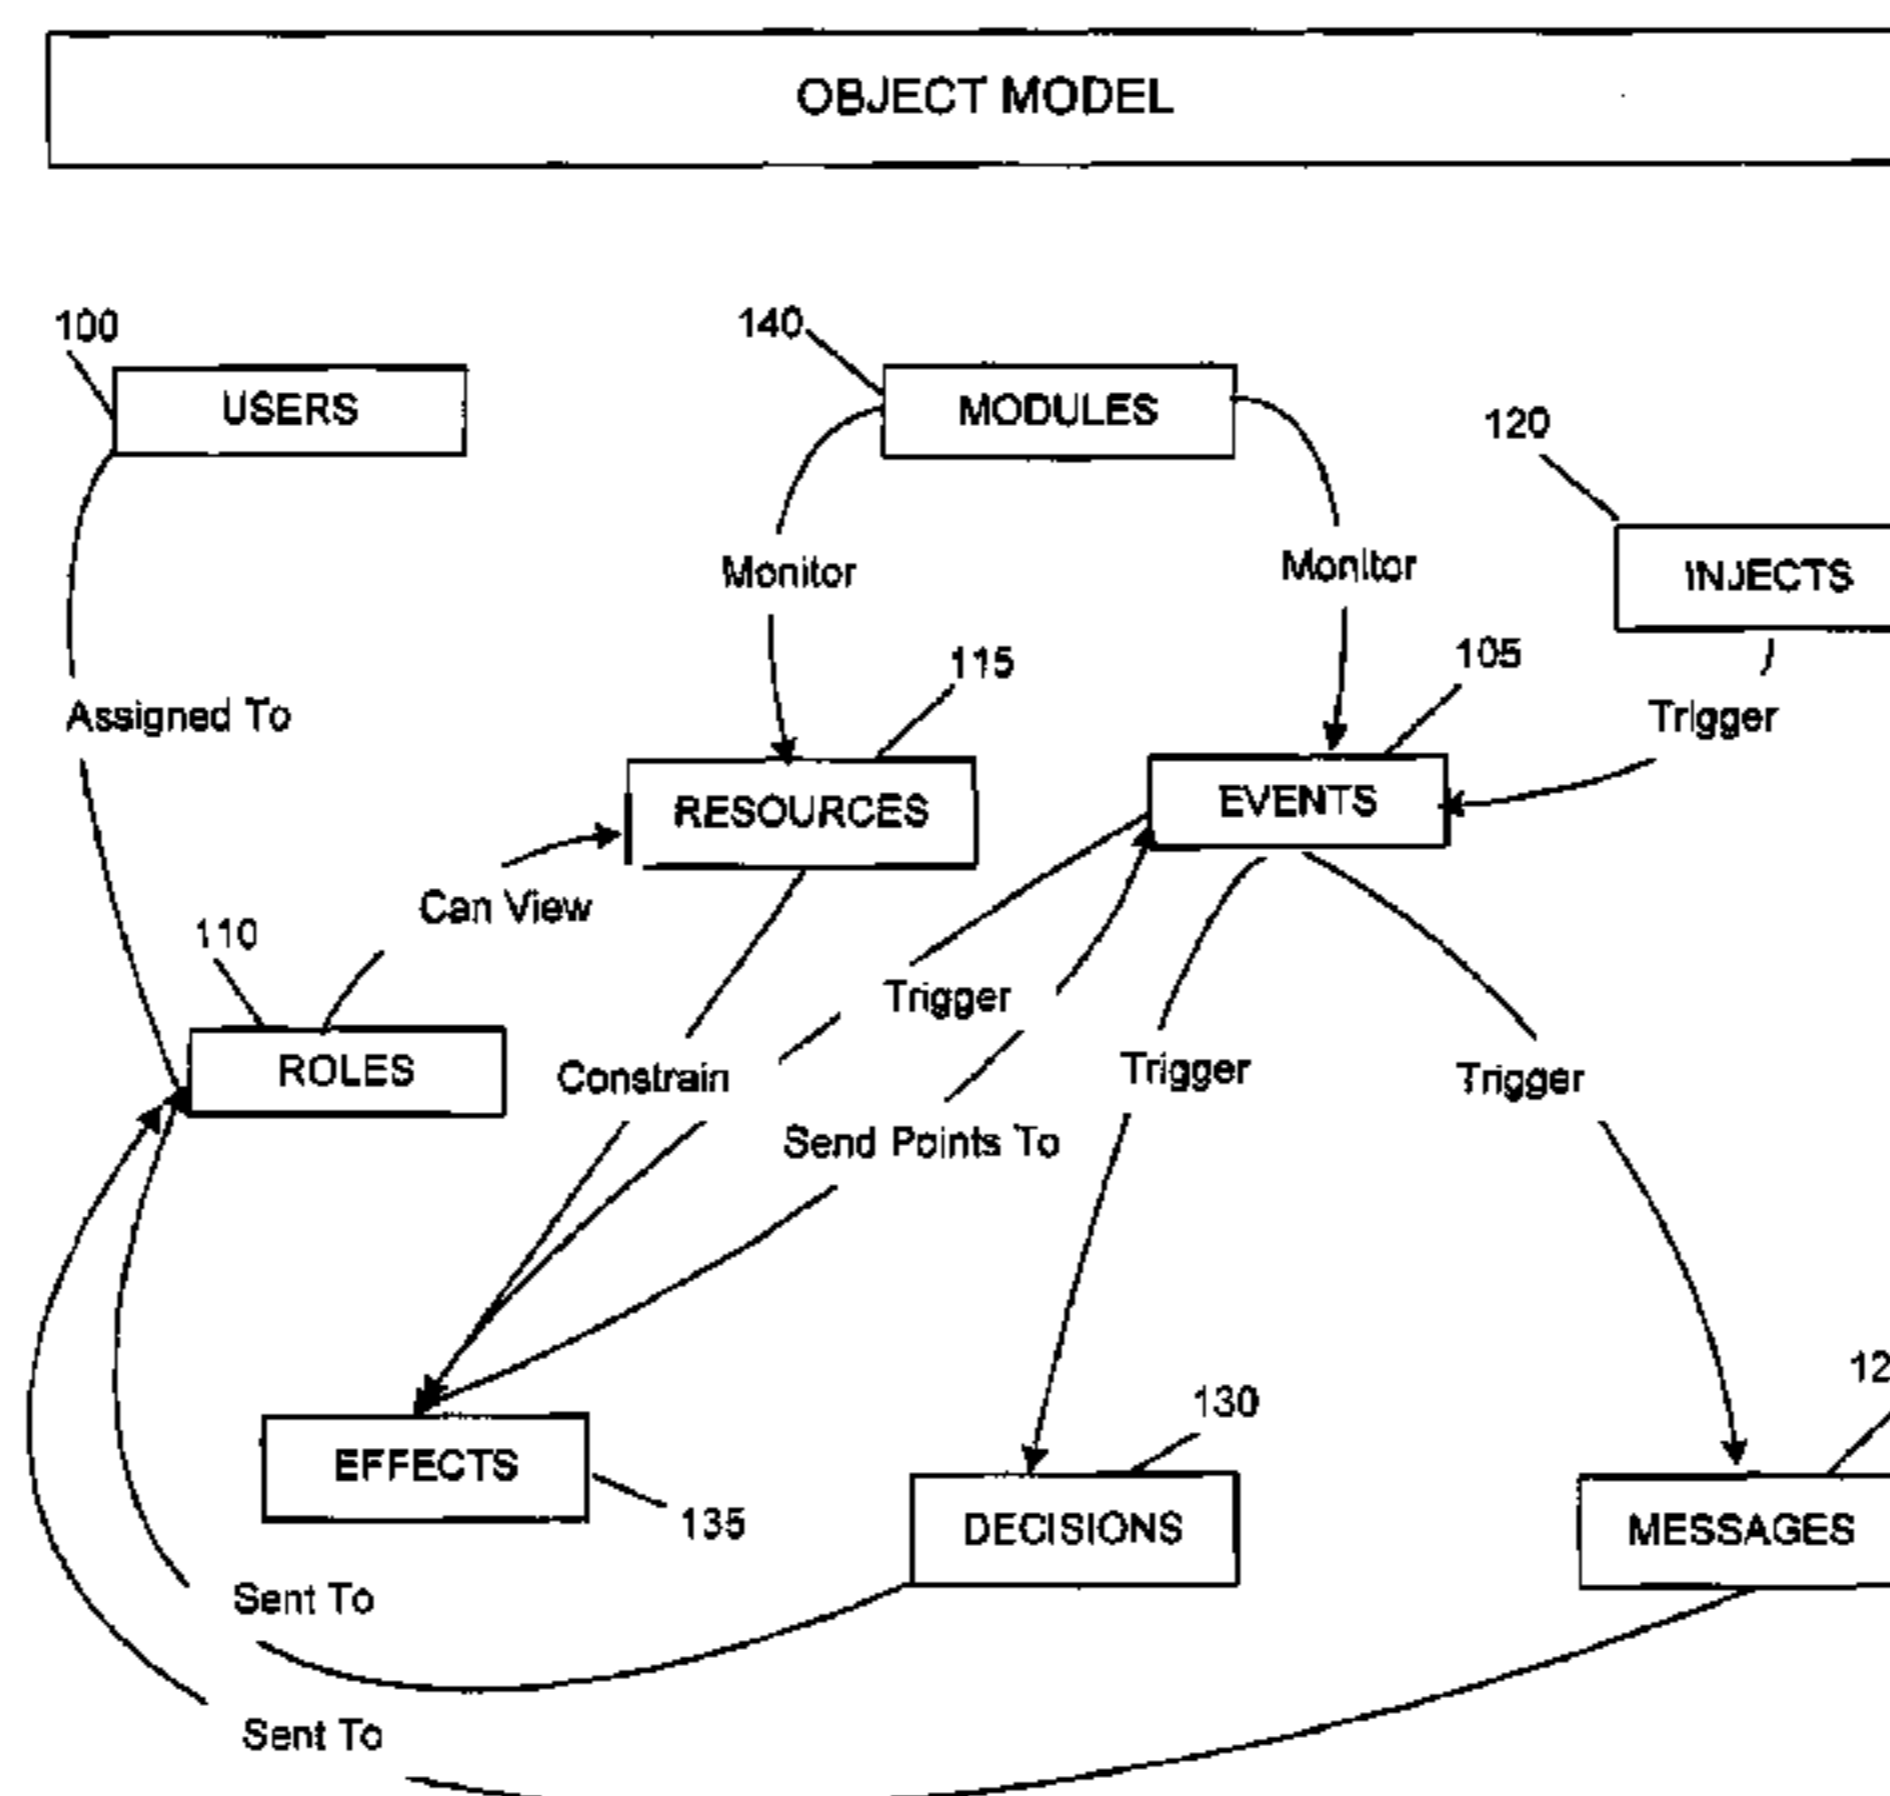 OBJECT MODEL
100
140
USERS
MODULES
120
INJECTS
Monitor
Monitor
115
105
Assigned To
Trigger
RESOURCES
EVENTS
Can View
110
Trigger
ROLES
Constrain
Trigger
Trigger
Send Points To
12
130
EFFECTS
135
DECISIONS
MESSAGES
Sent To
Sent To